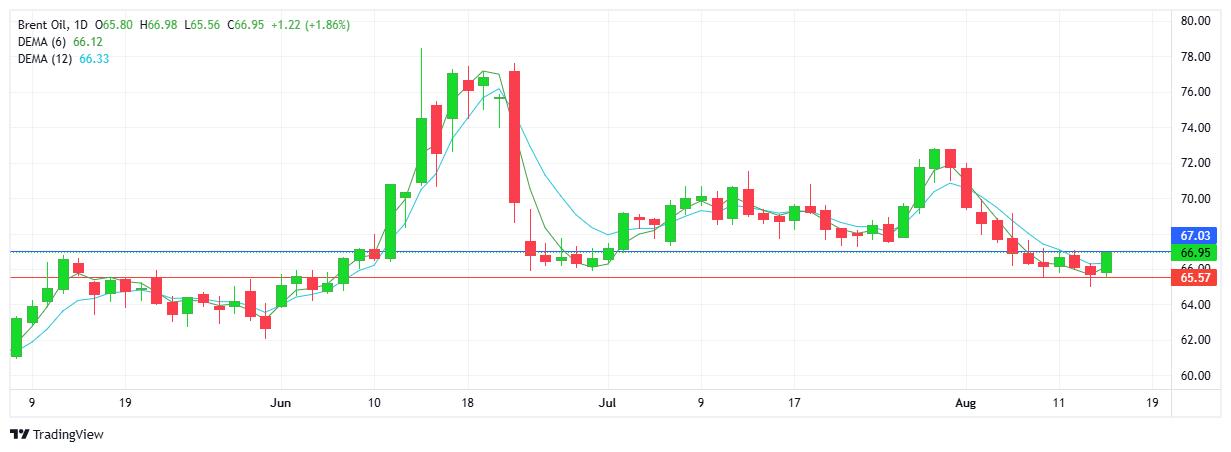 Brent Oil, 1D O65.80 H66.98 L65.56 C66.95 +1.22 (+1.86%)
DEMA (6) 66.12
DEMA (12) 66.33
80.00
78.00
76.00
74.00
72.00
70.00
67.03
66.95
66.00
65.57
64.00
62.00
60.00
9 19 Jun 10 18 Jul 9 17 Aug 11 19
TradingView